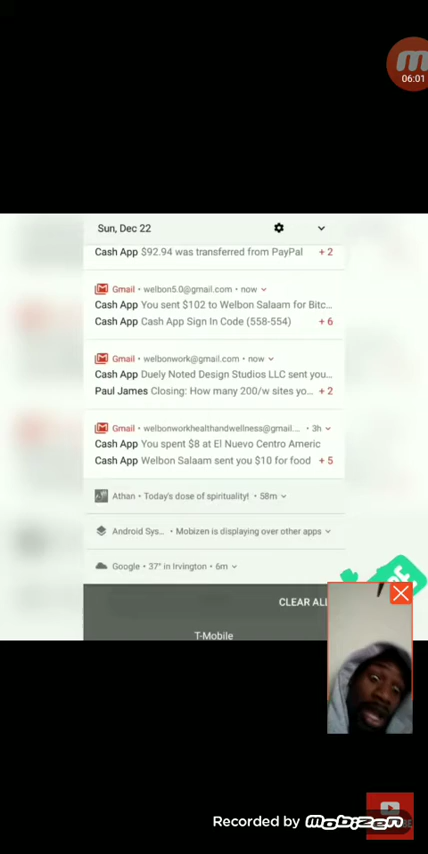 06:01
Sun, Dec 22
Cash App $92.94 was transferred from PayPal + 2
Gmail • welbon5.0@gmail.com • now
Cash App You sent $102 to Welbon Salaam for Bitc...
Cash App Cash App Sign In Code (558-554) + 6
Gmail • welbonwork@gmail.com • now
Cash App Duely Noted Design Studios LLC sent you...
Paul James Closing: How many 200/w sites yo... + 2
Gmail • welbonworkhealthandwellness@gmail.... • 3h
Cash App You spent $8 at El Nuevo Centro Americ
Cash App Welbon Salaam sent you $10 for food + 5
Athan • Today's dose of spirituality! • 58m
Android Sys... • Mobizen is displaying over other apps
Google • 37° in Irvington • 6m
CLEAR ALL
T-Mobile
Recorded by mobizen